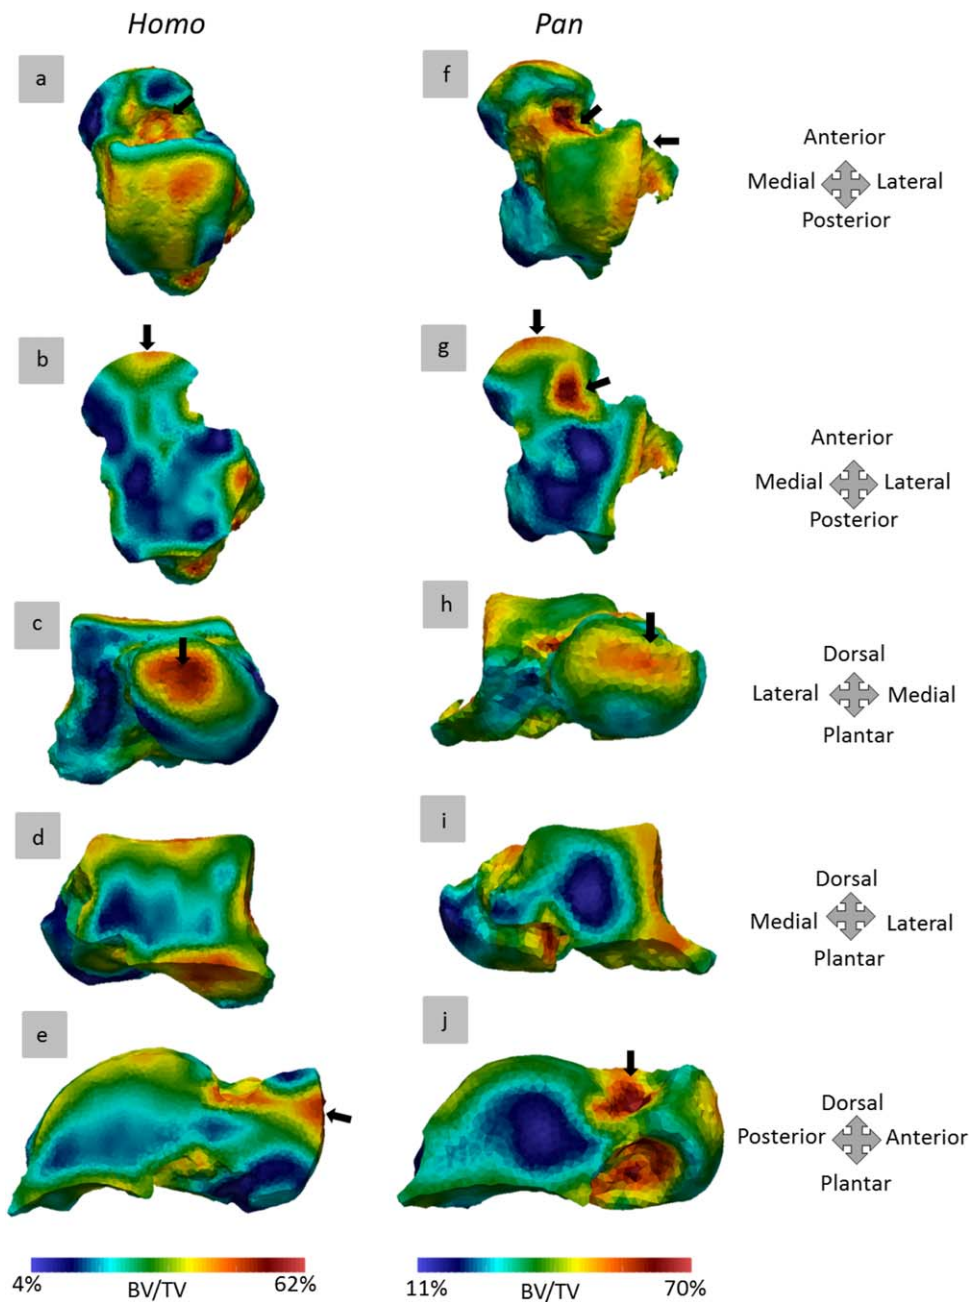 Homo Pan
a f
Anterior
Medial Lateral
Posterior
b g
Anterior
Medial Lateral
Posterior
c h
Dorsal
Lateral Medial
Plantar
d i
Dorsal
Medial Lateral
Plantar
e j
Dorsal
Posterior Anterior
Plantar
4% BV/TV 62% 11% BV/TV 70%